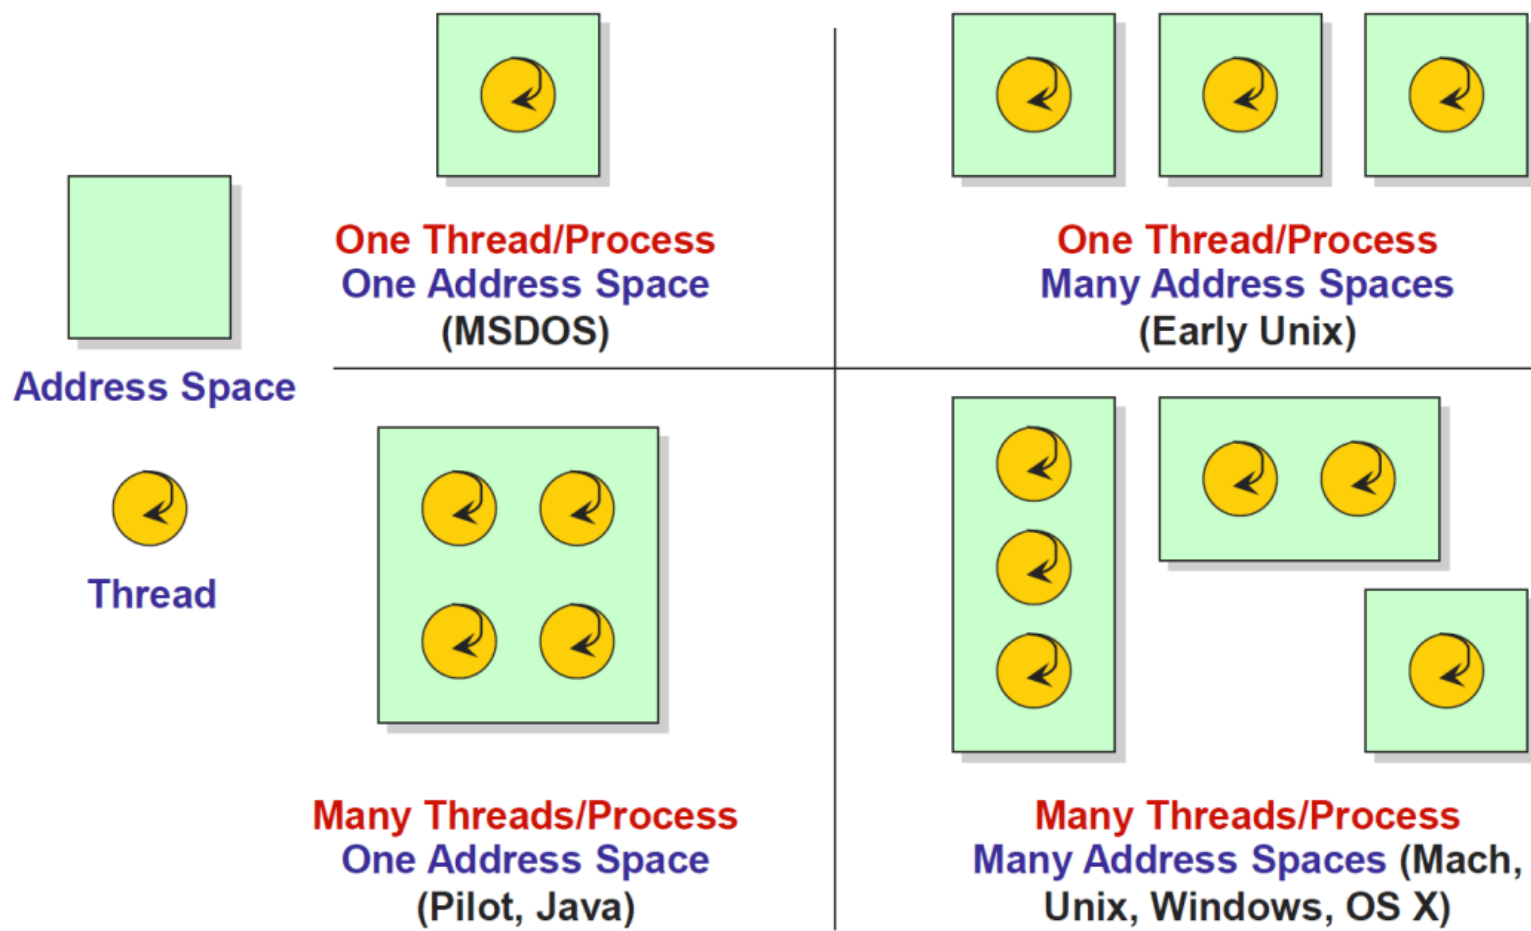 One Thread/Process
One Address Space
(MSDOS)
One Thread/Process
Many Address Spaces
(Early Unix)
Address Space
Thread
Many Threads/Process
One Address Space
(Pilot, Java)
Many Threads/Process
Many Address Spaces (Mach,
Unix, Windows, OS X)